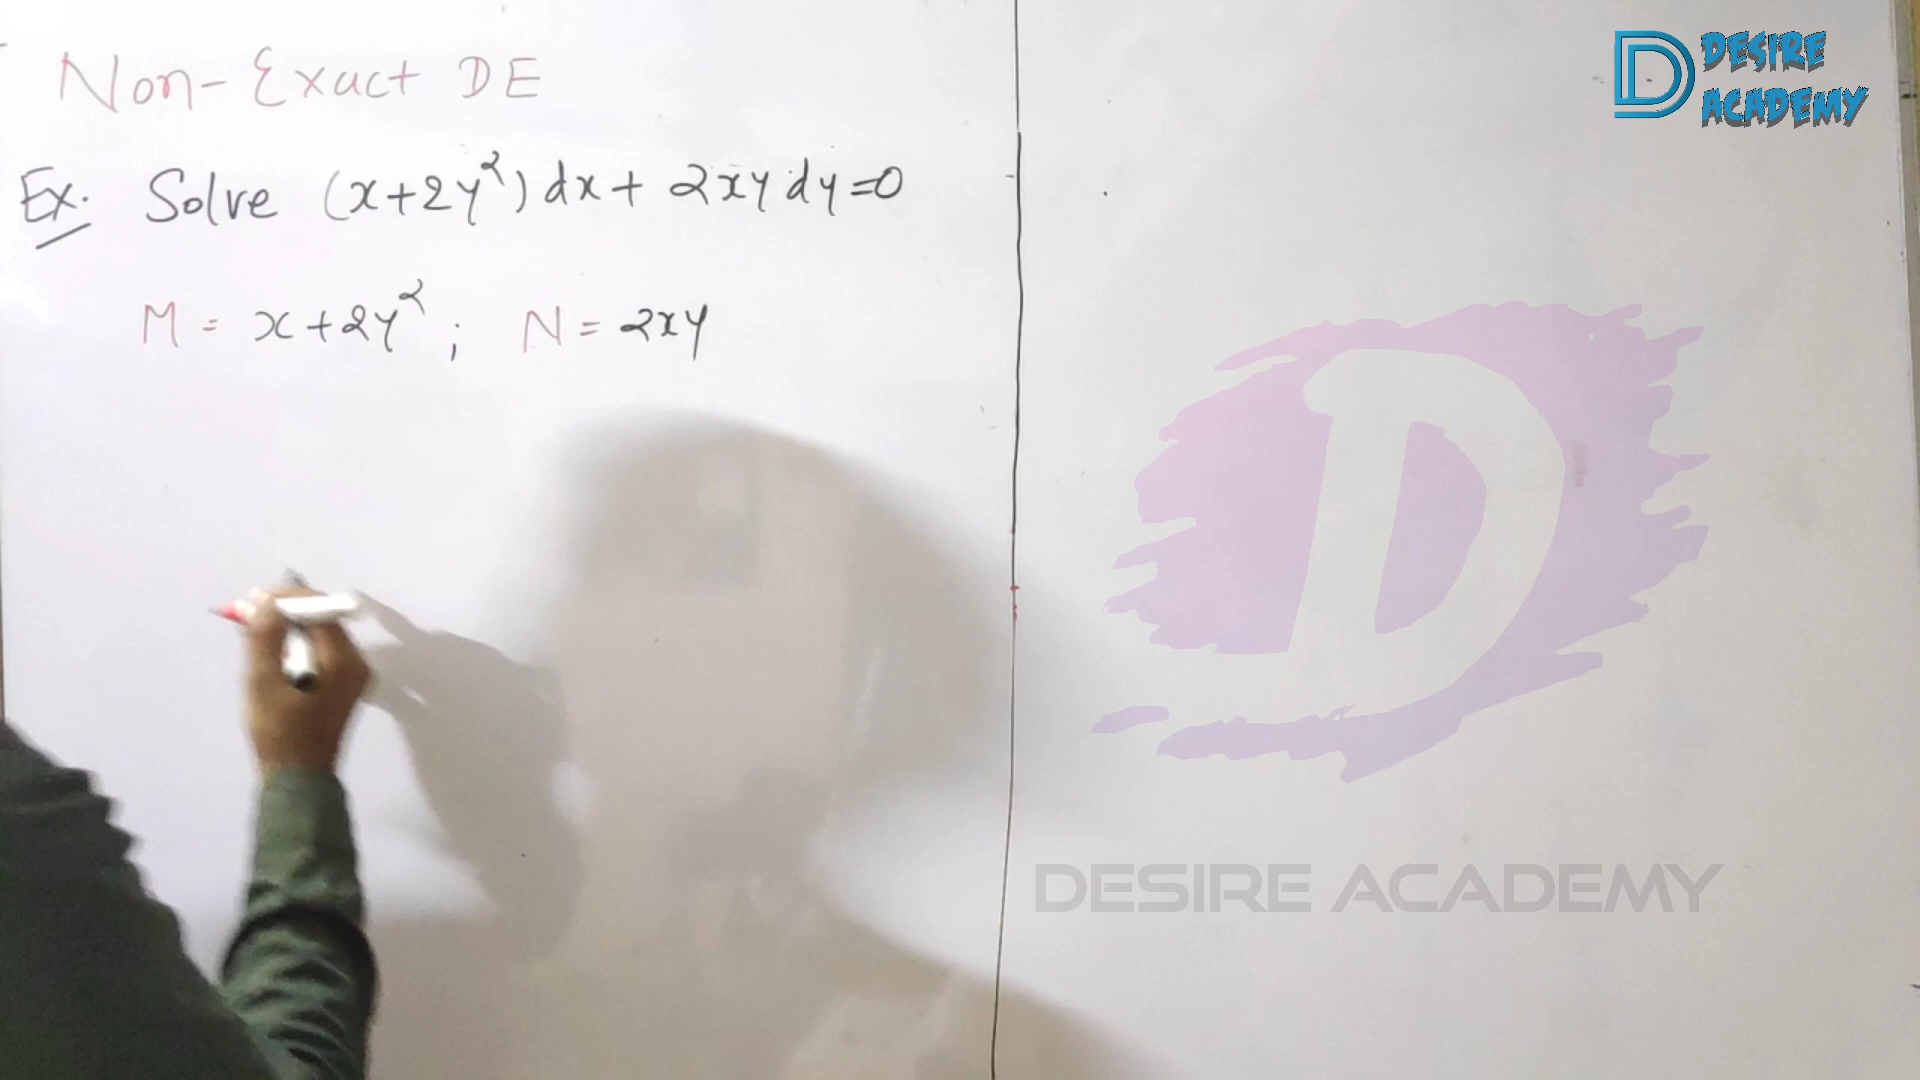 Non-Exact DE
Ex. Solve (x+2y²)dx + 2xy dy=0
M = x+2y² ; N = 2xy
DESIRE
ACADEMY
DESIRE ACADEMY